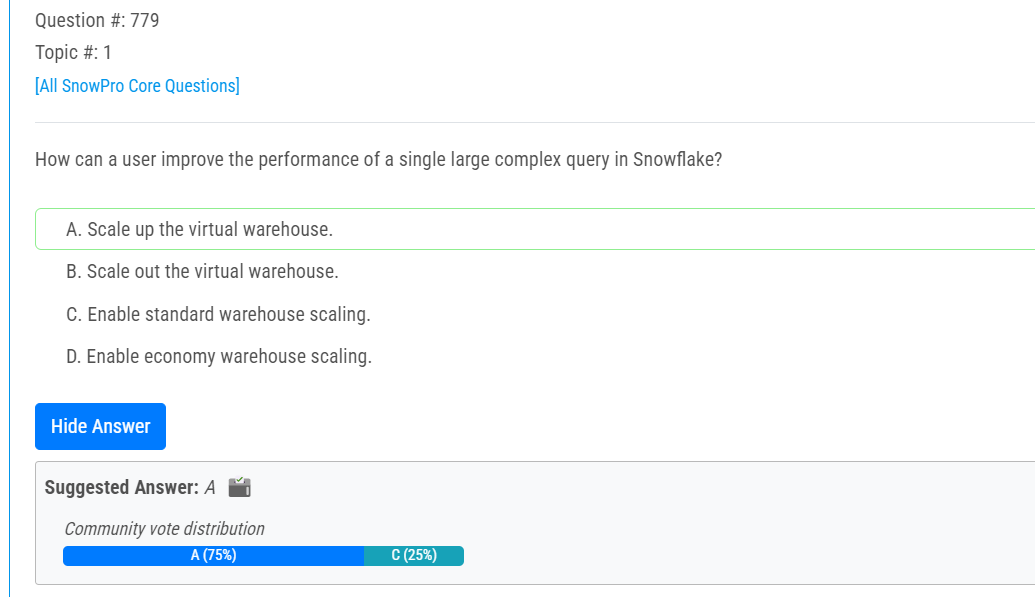 Question #: 779
Topic #: 1
[All SnowPro Core Questions]
How can a user improve the performance of a single large complex query in Snowflake?
A. Scale up the virtual warehouse.
B. Scale out the virtual warehouse.
C. Enable standard warehouse scaling.
D. Enable economy warehouse scaling.
Hide Answer
Suggested Answer: A
Community vote distribution
A (75%) C (25%)